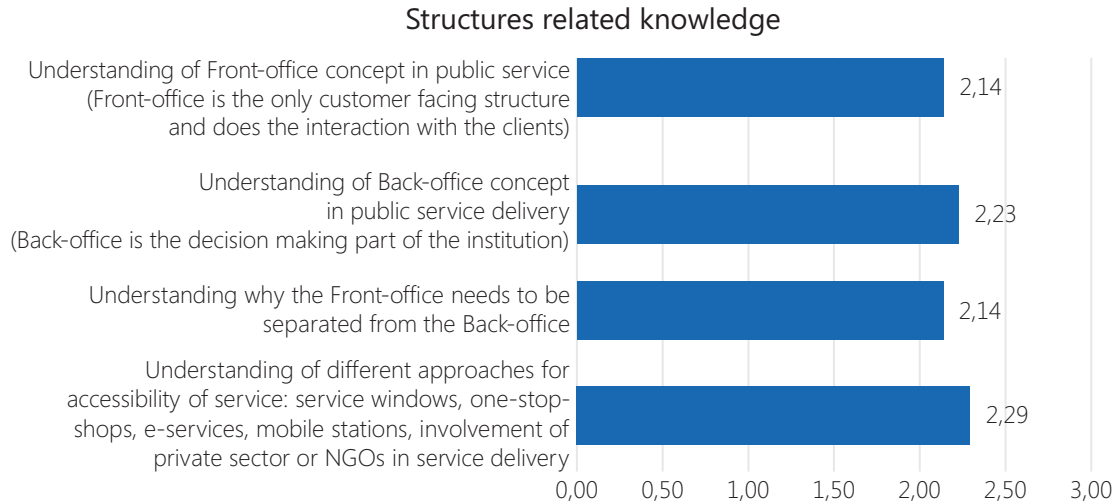 Structures related knowledge
Understanding of Front-office concept in public service
(Front-office is the only customer facing structure
and does the interaction with the clients)
2,14
Understanding of Back-office concept
in public service delivery
(Back-office is the decision making part of the institution)
2,23
Understanding why the Front-office needs to be
separated from the Back-office
2,14
Understanding of different approaches for
accessibility of service: service windows, one-stop-
shops, e-services, mobile stations, involvement of
private sector or NGOs in service delivery
2,29
0,00 0,50 1,00 1,50 2,00 2,50 3,00